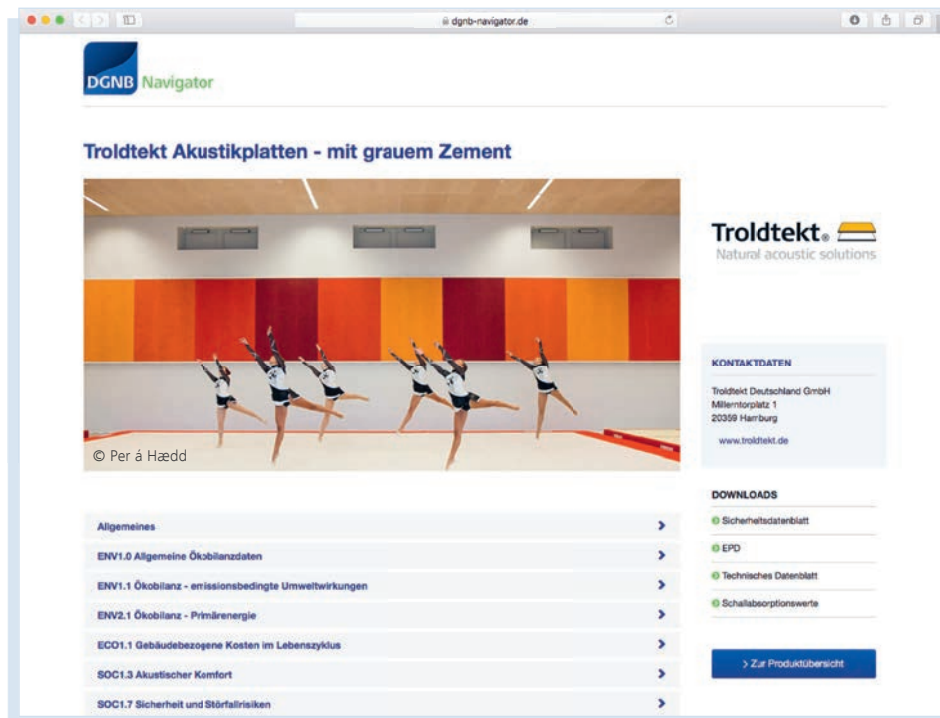 dgnb-navigator.de
DGNB Navigator
Troldtekt Akustikplatten - mit grauem Zement
© Per á Hædd
Allgemeines
ENV1.0 Allgemeine Ökobilanzdaten
ENV1.1 Ökobilanz - emissionsbedingte Umweltwirkungen
ENV2.1 Ökobilanz - Primärenergie
ECO1.1 Gebäudebezogene Kosten im Lebenszyklus
SOC1.3 Akustischer Komfort
SOC1.7 Sicherheit und Störfallrisiken
Troldtekt®
Natural acoustic solutions
KONTAKTDATEN
Troldtekt Deutschland GmbH
Millerntorplatz 1
20359 Hamburg
www.troldtekt.de
DOWNLOADS
Sicherheitsdatenblatt
EPD
Technisches Datenblatt
Schallabsorptionswerte
> Zur Produktübersicht